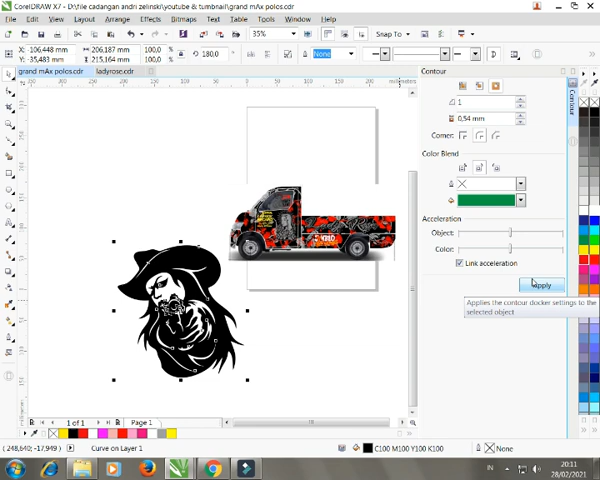 CorelDRAW X7 - D:\file cadangan andri zelinski\youtube & tumbnail\grand mAx polos.cdr
File Edit View Layout Arrange Effects Bitmaps Text Table Tools Window Help
35% Snap To
X: -106,448 mm 206,187 mm 100,0 %
Y: -35,483 mm 215,164 mm 100,0 % 180,0 ° None
grand mAx polos.cdr ladyrose.cdr
millimeters
Contour
1
0,54 mm
Corner:
Color Blend
Acceleration
Object:
Color:
Link acceleration
Apply
Applies the contour docker settings to the
selected object
Contour
1 of 1 Page 1
( 248,640; -17,949 ) Curve on Layer 1 C100 M100 Y100 K100 None
IN 20:11
28/02/2021